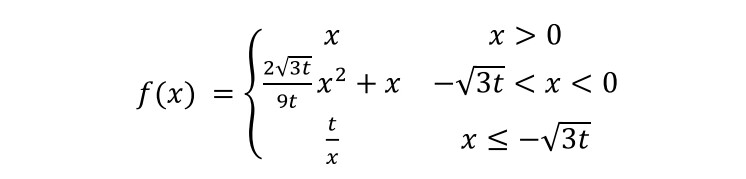 f(x) = { x    x > 0
(2√3t)/(9t) x² + x    −√3t < x < 0
t/x    x ≤ −√3t